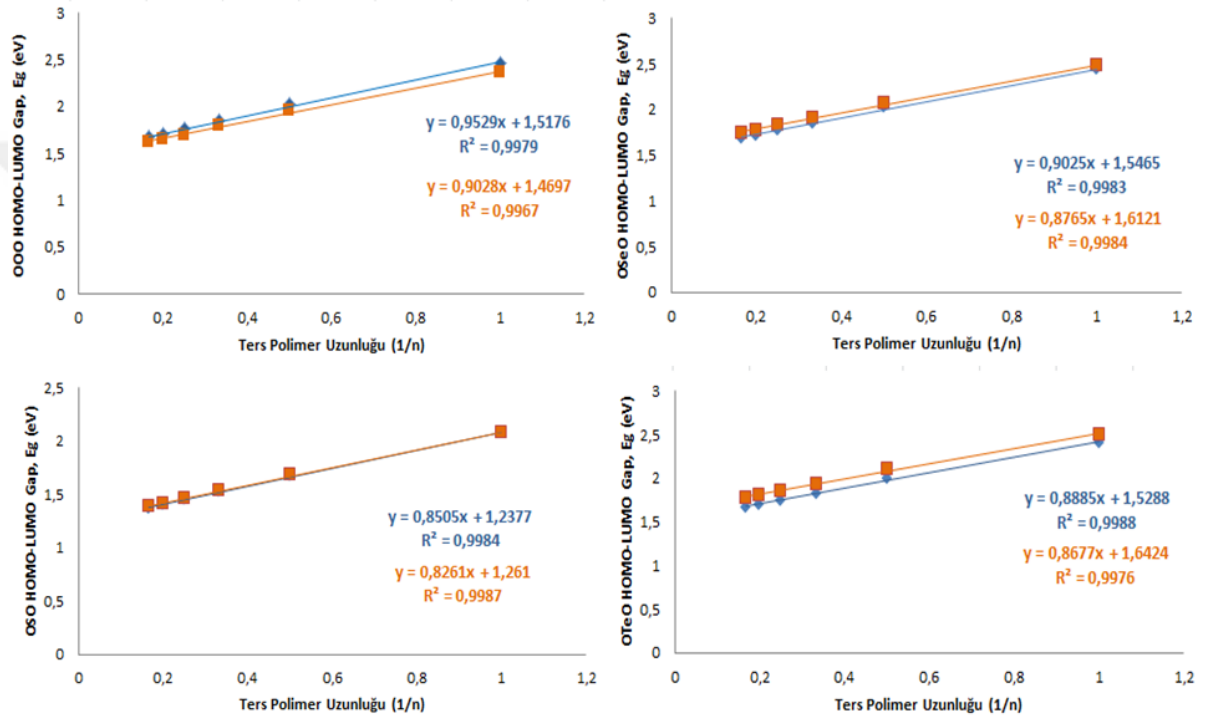 3
2,5
2
1,5
1
0,5
0
0
0,2
0,4
0,6
0,8
1
1,2
OOO HOMO-LUMO Gap, Eg (eV)
Ters Polimer Uzunluğu (1/n)
y = 0,9529x + 1,5176
R² = 0,9979
y = 0,9028x + 1,4697
R² = 0,9967
3
2,5
2
1,5
1
0,5
0
0
0,2
0,4
0,6
0,8
1
1,2
OSeO HOMO-LUMO Gap, Eg (eV)
Ters Polimer Uzunluğu (1/n)
y = 0,9025x + 1,5465
R² = 0,9983
y = 0,8765x + 1,6121
R² = 0,9984
2,5
2
1,5
1
0,5
0
0
0,2
0,4
0,6
0,8
1
1,2
OSO HOMO-LUMO Gap, Eg (eV)
Ters Polimer Uzunluğu (1/n)
y = 0,8505x + 1,2377
R² = 0,9984
y = 0,8261x + 1,261
R² = 0,9987
3
2,5
2
1,5
1
0,5
0
0
0,2
0,4
0,6
0,8
1
1,2
OTeO HOMO-LUMO Gap, Eg (eV)
Ters Polimer Uzunluğu (1/n)
y = 0,8885x + 1,5288
R² = 0,9988
y = 0,8677x + 1,6424
R² = 0,9976